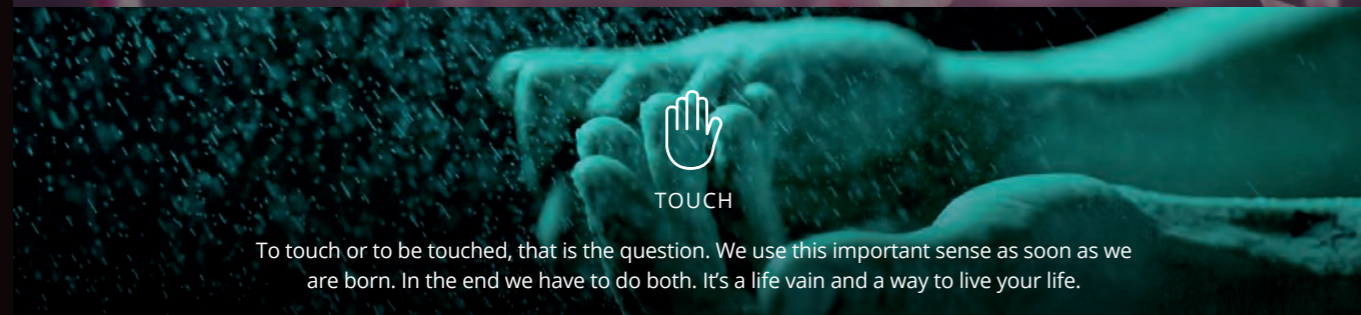 TOUCH
To touch or to be touched, that is the question. We use this important sense as soon as we
are born. In the end we have to do both. It’s a life vain and a way to live your life.